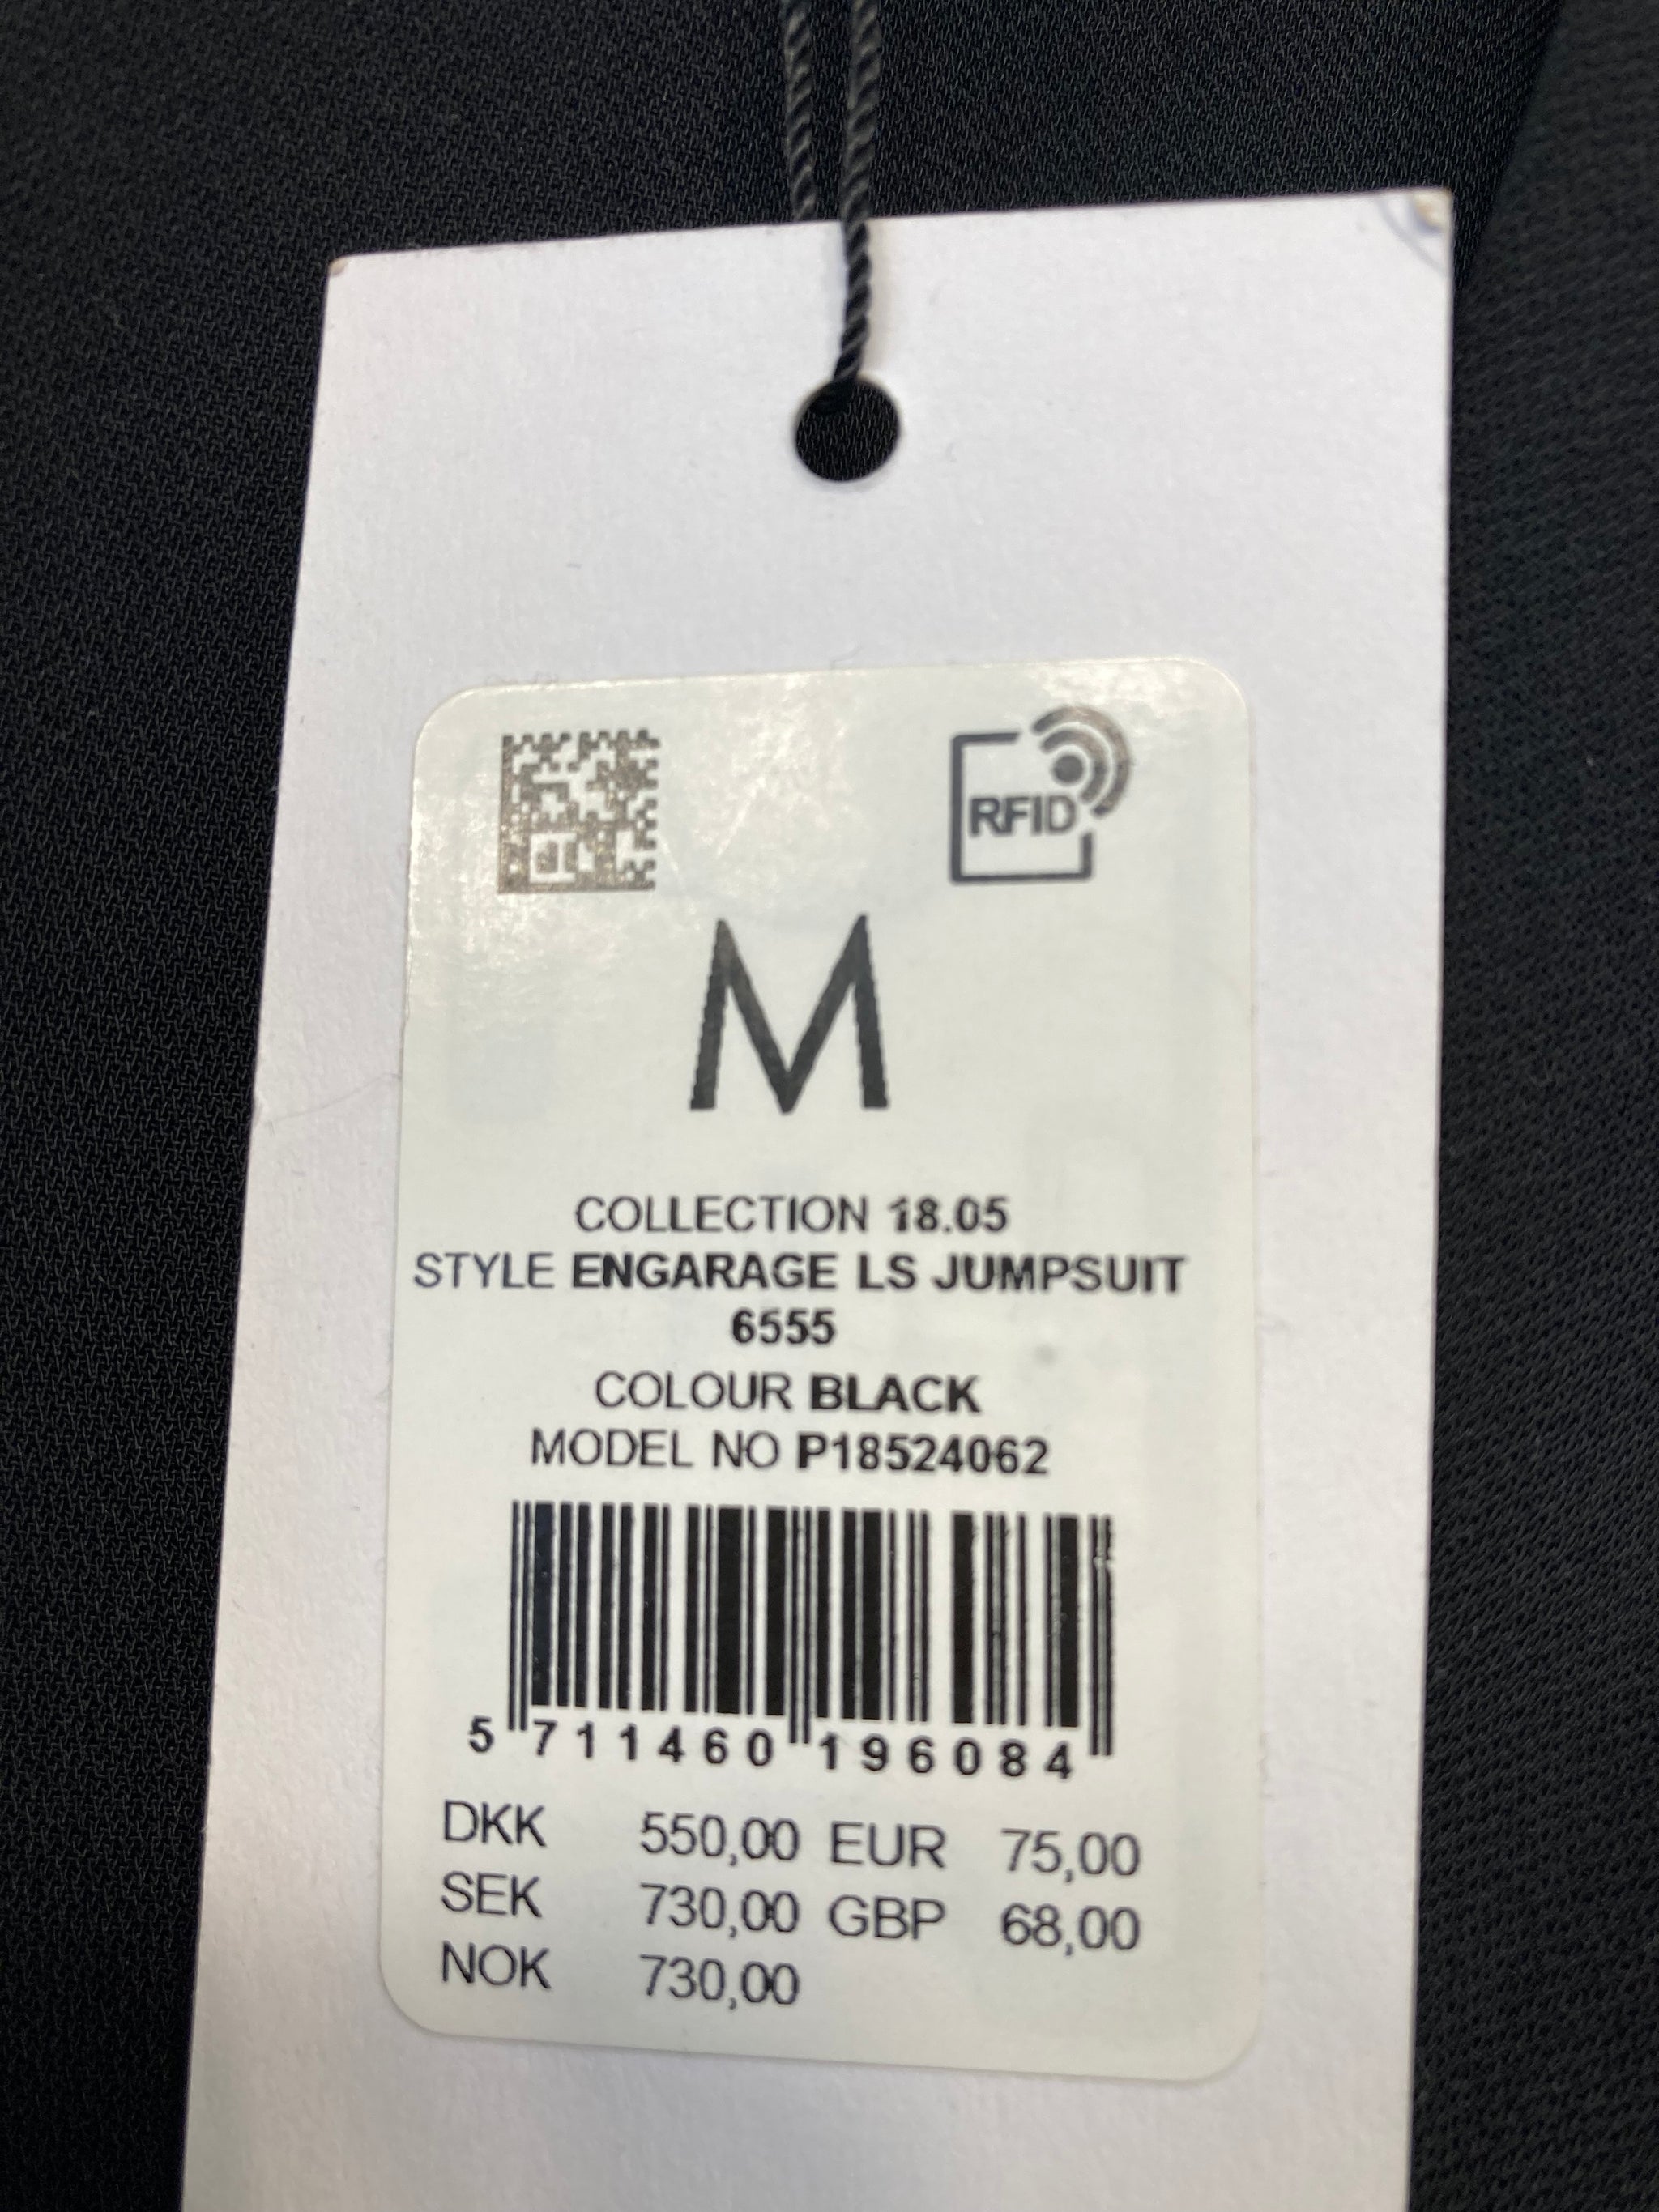 RFID
M
COLLECTION 18.05
STYLE ENGARAGE LS JUMPSUIT
6555
COLOUR BLACK
MODEL NO P18524062
5 711460 196084
DKK 550,00 EUR 75,00
SEK 730,00 GBP 68,00
NOK 730,00